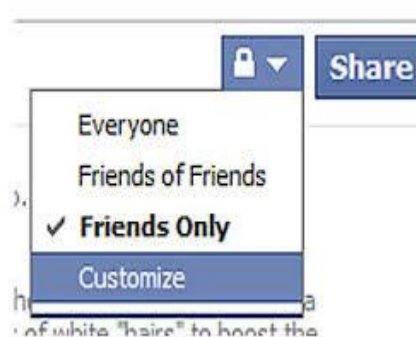 Share
Everyone
Friends of Friends
✓ Friends Only
Customize
a
of white "hairs" to boost the